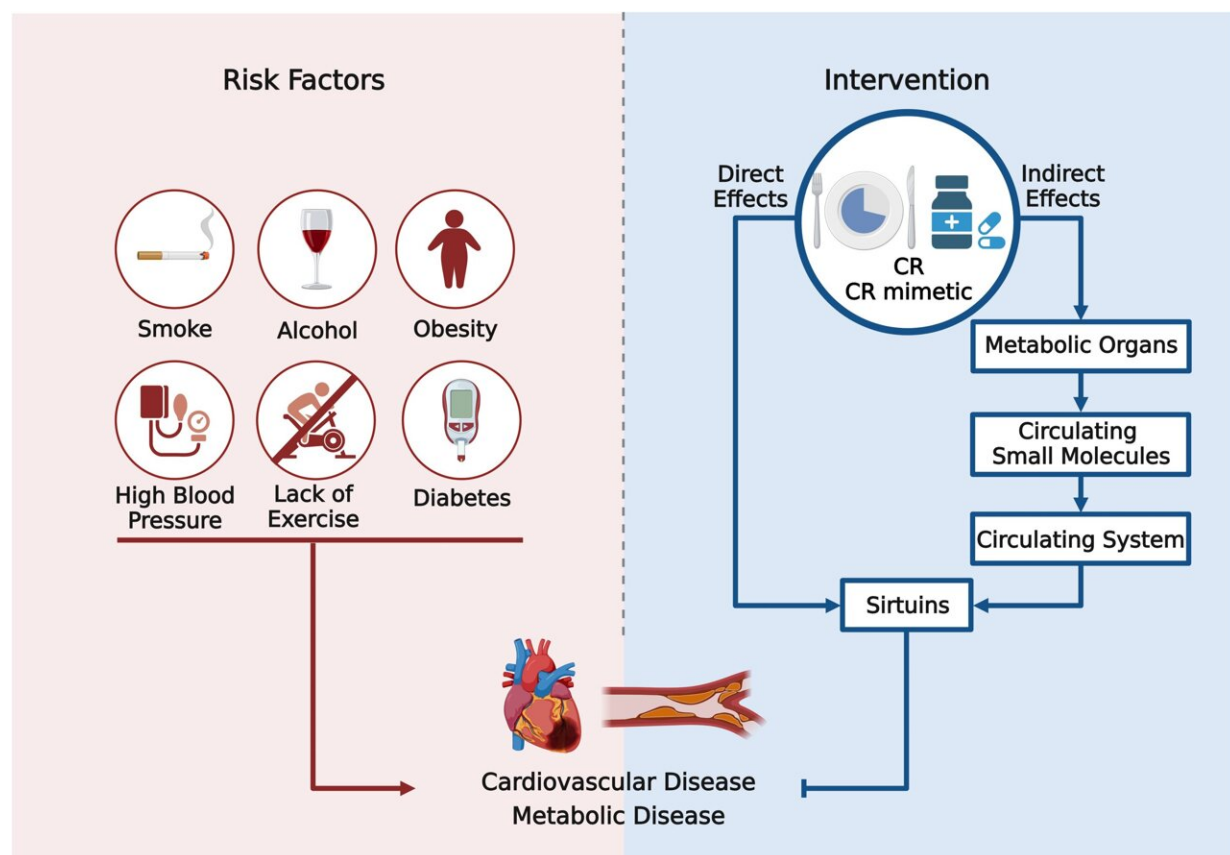 Risk Factors
Smoke
Alcohol
Obesity
High Blood
Pressure
Lack of
Exercise
Diabetes
Intervention
Direct
Effects
Indirect
Effects
CR
CR mimetic
Metabolic Organs
Circulating
Small Molecules
Circulating System
Sirtuins
Cardiovascular Disease
Metabolic Disease